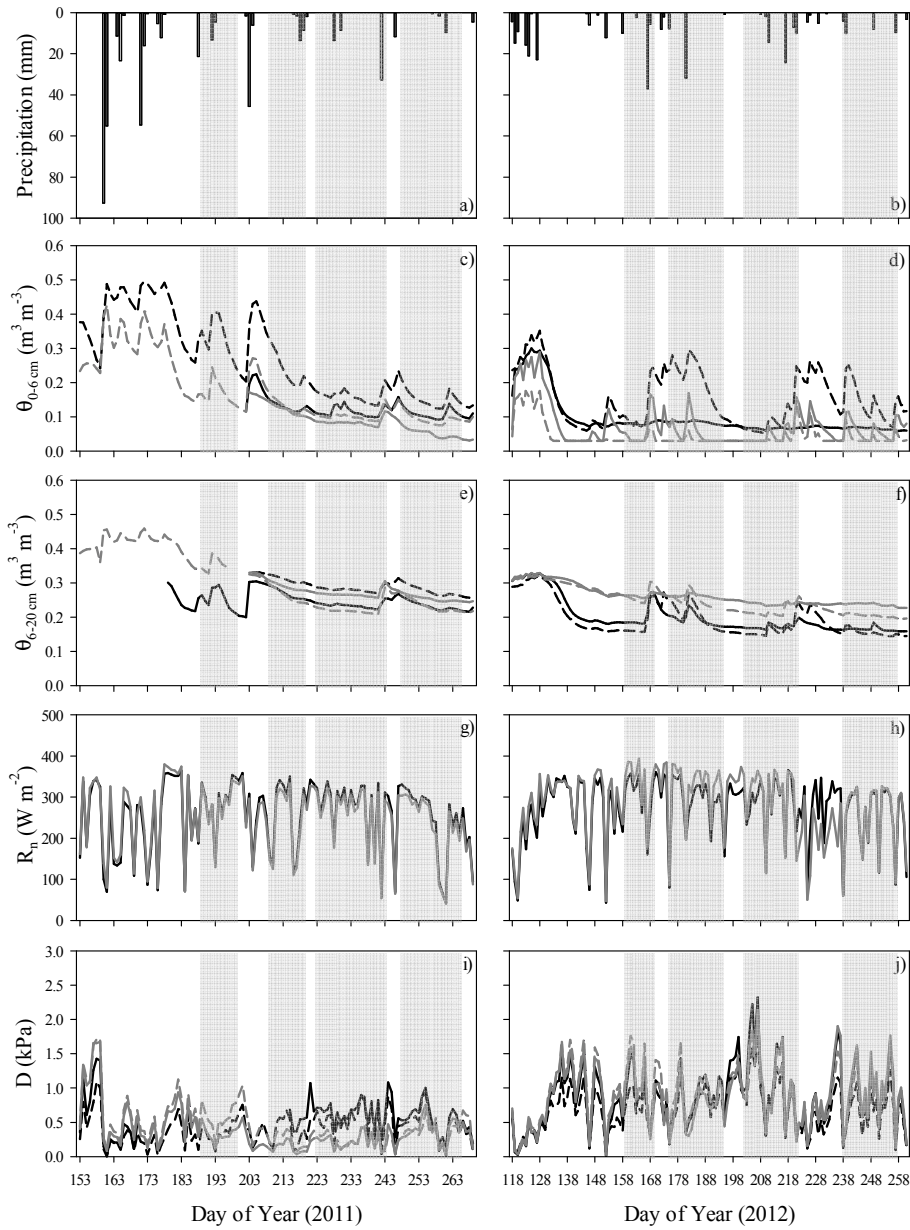 0
20
40
60
80
100
Precipitation (mm)
a)
b)
0.6
0.5
0.4
0.3
0.2
0.1
0.0
θ0-6 cm (m3 m-3)
c)
d)
0.6
0.5
0.4
0.3
0.2
0.1
0.0
θ6-20 cm (m3 m-3)
e)
f)
500
400
300
200
100
0
Rn (W m-2)
g)
h)
3.0
2.5
2.0
1.5
1.0
0.5
0.0
D (kPa)
i)
j)
153 163 173 183 193 203 213 223 233 243 253 263
118 128 138 148 158 168 178 188 198 208 218 228 238 248 258
Day of Year (2011)
Day of Year (2012)